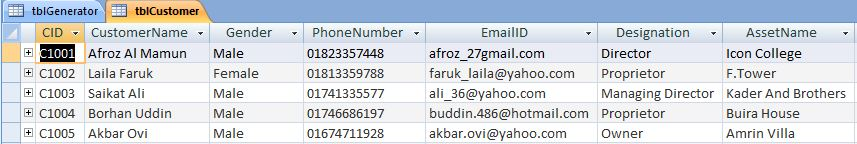 tblGenerator tblCustomer
CID CustomerName Gender PhoneNumber EmailID Designation AssetName
C1001 Afroz Al Mamun Male 01823357448 afroz_27gmail.com Director Icon College
C1002 Laila Faruk Female 01813359788 faruk_laila@yahoo.com Proprietor F.Tower
C1003 Saikat Ali Male 01741335577 ali_36@yahoo.com Managing Director Kader And Brothers
C1004 Borhan Uddin Male 01746686197 buddin.486@hotmail.com Proprietor Buira House
C1005 Akbar Ovi Male 01674711928 akbar.ovi@yahoo.com Owner Amrin Villa